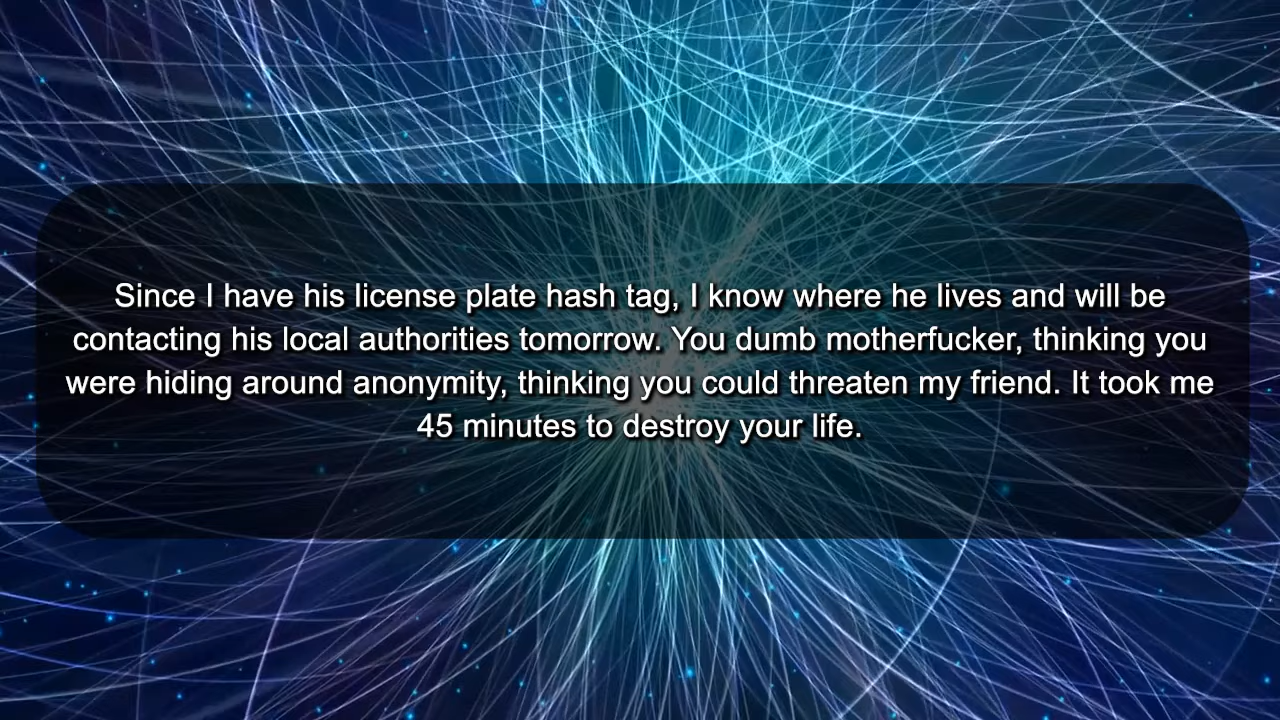 Since I have his license plate hash tag, I know where he lives and will be
contacting his local authorities tomorrow. You dumb motherfucker, thinking you
were hiding around anonymity, thinking you could threaten my friend. It took me
45 minutes to destroy your life.